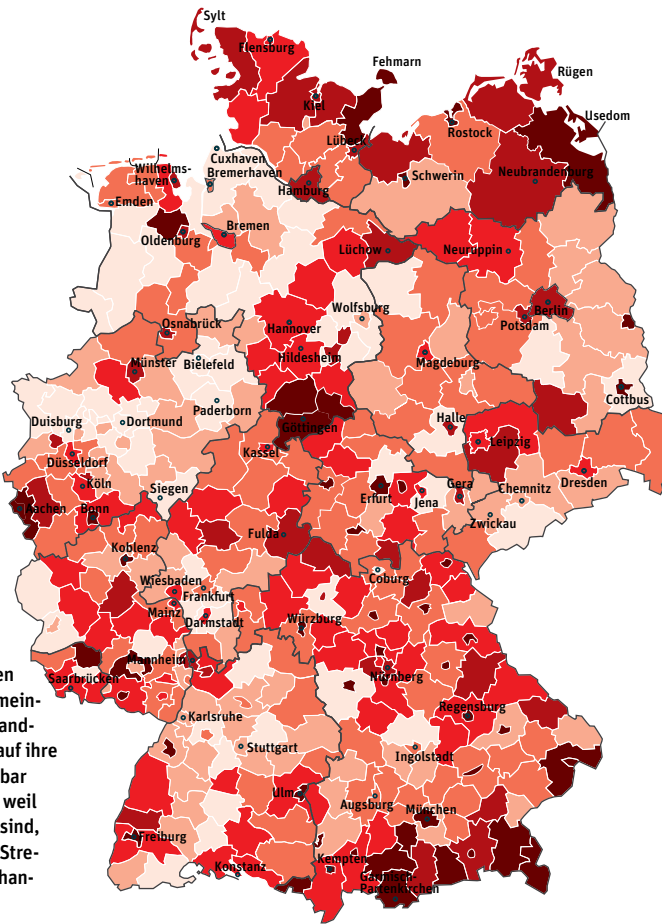 Sylt
Flensburg
Fehmarn
Rügen
Kiel
Usedom
Rostock
Lübeck
Cuxhaven
Bremerhaven
Wilhelms-
haven
Schwerin
Neubrandenburg
Hamburg
Emden
Bremen
Oldenburg
Lüchow
Neuruppin
Wolfsburg
Berlin
Osnabrück
Hannover
Potsdam
Hildesheim
Magdeburg
Bielefeld
Münster
Cottbus
Paderborn
Duisburg
Dortmund
Göttingen
Halle
Leipzig
Düsseldorf
Kassel
Köln
Siegen
Erfurt
Gera
Chemnitz
Dresden
Aachen
Bonn
Jena
Zwickau
Fulda
Koblenz
Wiesbaden
Frankfurt
Coburg
Mainz
Darmstadt
Würzburg
Mannheim
Saarbrücken
Nürnberg
Regensburg
Karlsruhe
Stuttgart
Ingolstadt
Ulm
Augsburg
München
Freiburg
Konstanz
Kempten
Garmisch-
Partenkirchen
en
mein-
and-
auf ihre
bar
weil
sind,
Stre-
han-